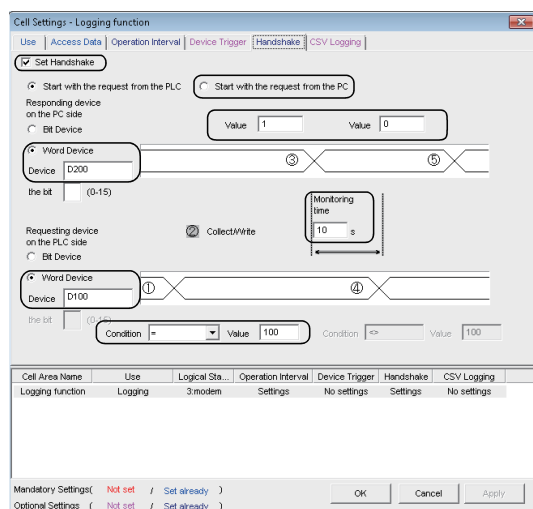 Cell Settings - Logging function
Use Access Data Operation Interval Device Trigger Handshake CSV Logging
Set Handshake
Start with the request from the PLC Start with the request from the PC
Responding device
on the PC side
Bit Device
Value 1 Value 0
Word Device
Device D200
③ ⑤
the bit (0-15)
Monitoring
time
10 s
Requesting device
on the PLC side
② Collect/Write
Bit Device
Word Device
Device D100
① ④
the bit (0-15)
Condition = Value 100 Condition <> Value 100
Cell Area Name Use Logical Sta... Operation Interval Device Trigger Handshake CSV Logging
Logging function Logging 3:modem Settings No settings Settings No settings
Mandatory Settings( Not set / Set already )
OK Cancel Apply
Optional Settings ( Not set / Set already )